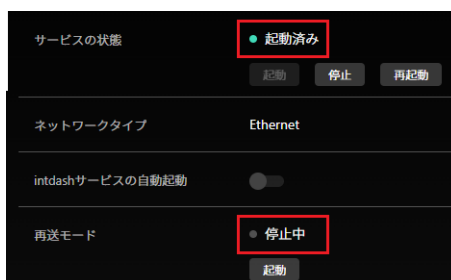 サービスの状態
起動済み
起動 停止 再起動
ネットワークタイプ Ethernet
intdashサービスの自動起動
再送モード 停止中
起動